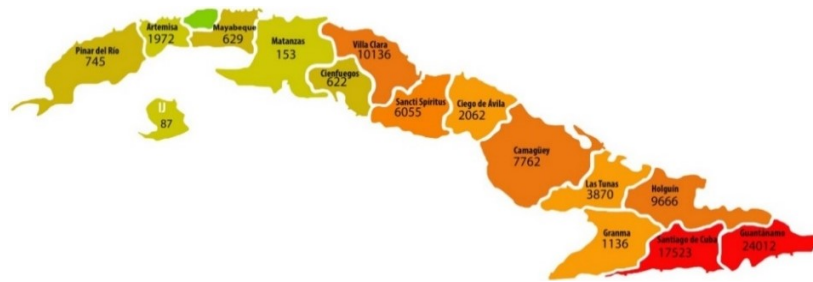 Pinar del Río
745
Artemisa
1972
Mayabeque
629
Matanzas
153
Villa Clara
10136
Cienfuegos
622
IJ
87
Sancti Spíritus
6055
Ciego de Ávila
2062
Camagüey
7762
Las Tunas
3870
Holguín
9666
Granma
1136
Santiago de Cuba
17523
Guantánamo
24012